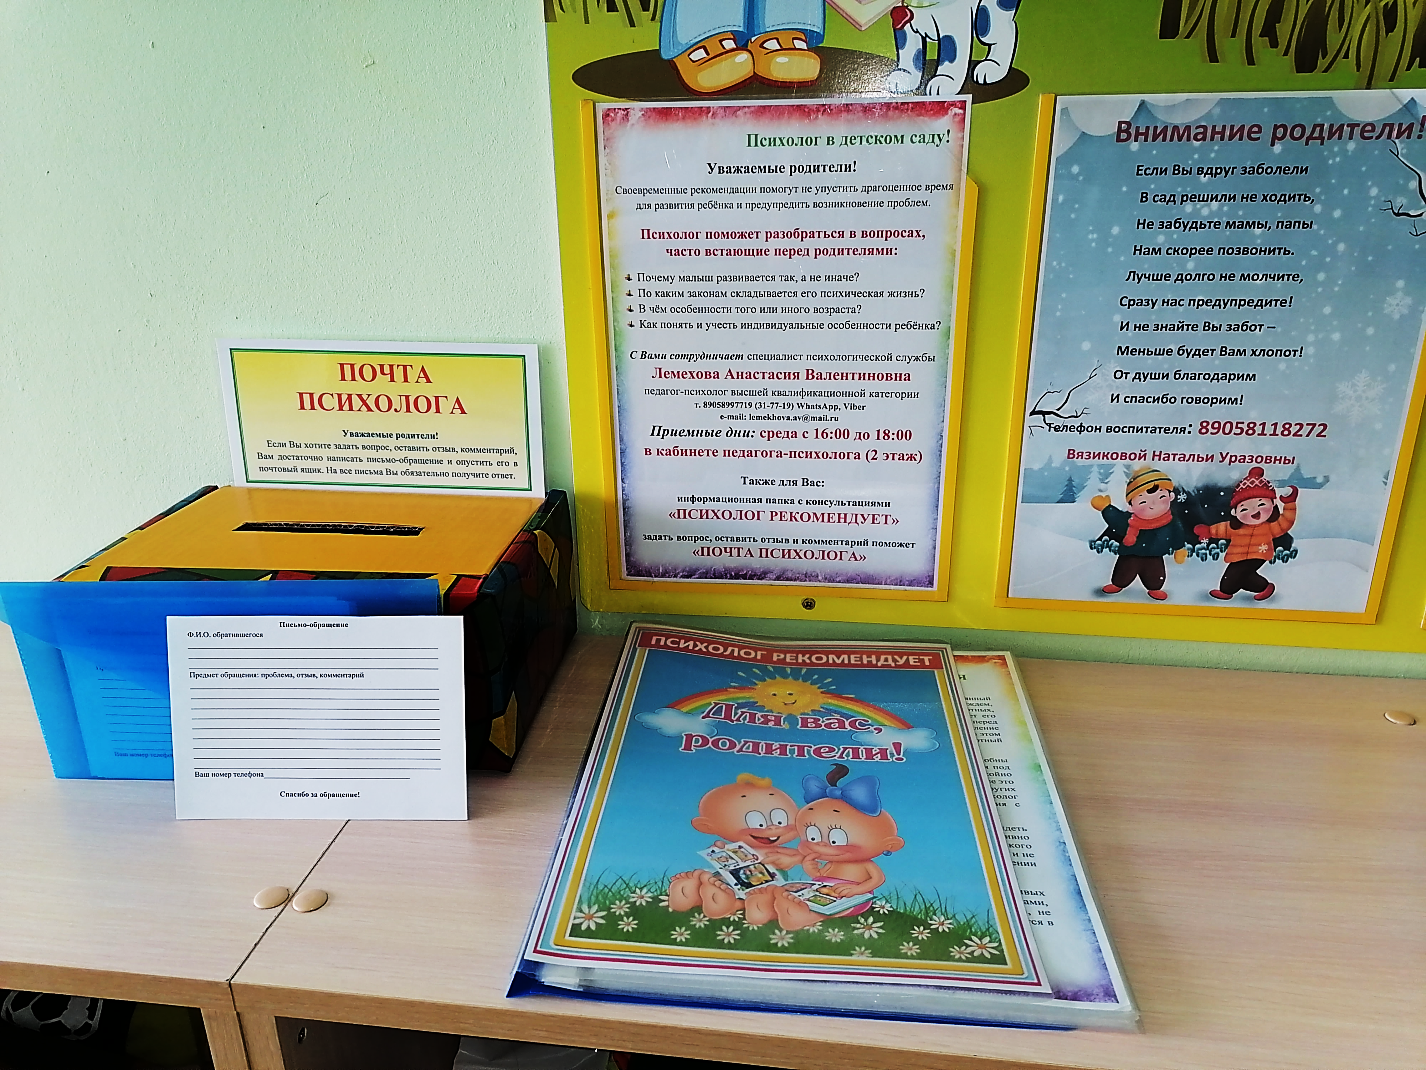 Психолог в детском саду!
Уважаемые родители!
Своевременные рекомендации помогут не упустить драгоценное время
для развития ребёнка и предупредить возникновение проблем.
Психолог поможет разобраться в вопросах,
часто встающие перед родителями:
Почему малыш развивается так, а не иначе?
По каким законам складывается его психическая жизнь?
В чём особенности того или иного возраста?
Как понять и учесть индивидуальные особенности ребёнка?
С Вами сотрудничает специалист психологической службы
Лемехова Анастасия Валентиновна
педагог-психолог высшей квалификационной категории
т. 89058997719 (31-77-19) WhatsApp, Viber
e-mail: lemekhova.av@mail.ru
Приемные дни: среда с 16:00 до 18:00
в кабинете педагога-психолога (2 этаж)
Также для Вас:
информационная папка с консультациями
«ПСИХОЛОГ РЕКОМЕНДУЕТ»
задать вопрос, оставить отзыв и комментарий поможет
«ПОЧТА ПСИХОЛОГА»
Внимание родители!
Если Вы вдруг заболели
В сад решили не ходить,
Не забудьте мамы, папы
Нам скорее позвонить.
Лучше долго не молчите,
Сразу нас предупредите!
И не знайте Вы забот –
Меньше будет Вам хлопот!
От души благодарим
И спасибо говорим!
Телефон воспитателя: 89058118272
Вязиковой Натальи Уразовны
ПОЧТА
ПСИХОЛОГА
Уважаемые родители!
Если Вы хотите задать вопрос, оставить отзыв, комментарий,
Вам достаточно написать письмо-обращение и опустить его в
почтовый ящик. На все письма Вы обязательно получите ответ.
Письмо-обращение
Ф.И.О. обратившегося
Предмет обращения: проблема, отзыв, комментарий
Ваш номер телефона
Спасибо за обращение!
Ваш номер телефо
ПСИХОЛОГ РЕКОМЕНДУЕТ
Для вас,
родители!